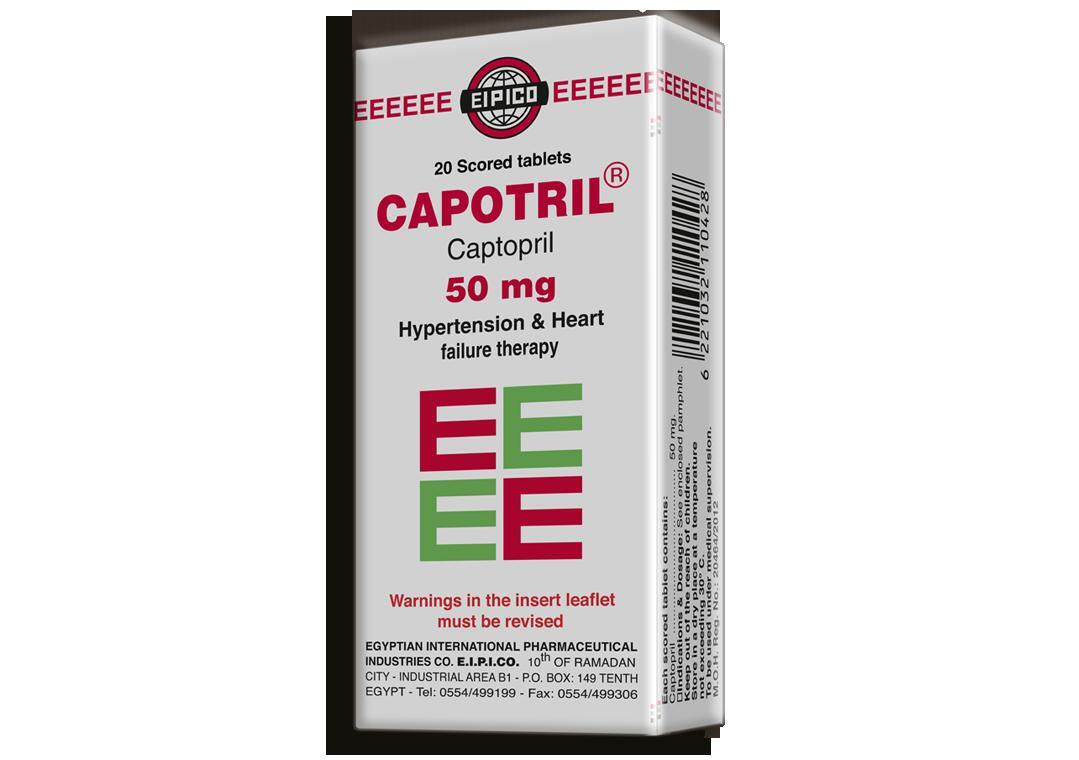 EEEEEE EIPICO EEEEEE
EEEEEEEE
20 Scored tablets
CAPOTRIL®
Captopril
50 mg
Hypertension & Heart
failure therapy
EE
EE
Warnings in the insert leaflet
must be revised
EGYPTIAN INTERNATIONAL PHARMACEUTICAL
INDUSTRIES CO. E.I.P.I.CO. 10th OF RAMADAN
CITY - INDUSTRIAL AREA B1 - P.O. BOX: 149 TENTH
EGYPT - Tel: 0554/499199 - Fax: 0554/499306
6 221032 110428
Each scored tablet contains:
Captopril ........................................ 50 mg.
Indications & Dosage: See enclosed pamphlet.
Keep out of the reach of children.
Store in a dry place at a temperature
not exceeding 30° C.
To be used under medical supervision.
M.O.H. Reg. No.: 20464/2012